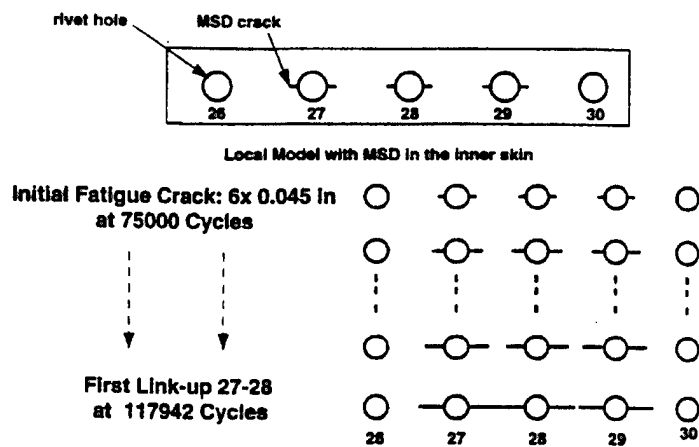 rivet hole
MSD crack
26 27 28 29 30
Local Model with MSD in the inner skin
Initial Fatigue Crack: 6x 0.045 in
at 75000 Cycles
First Link-up 27-28
at 117942 Cycles
26 27 28 29 30